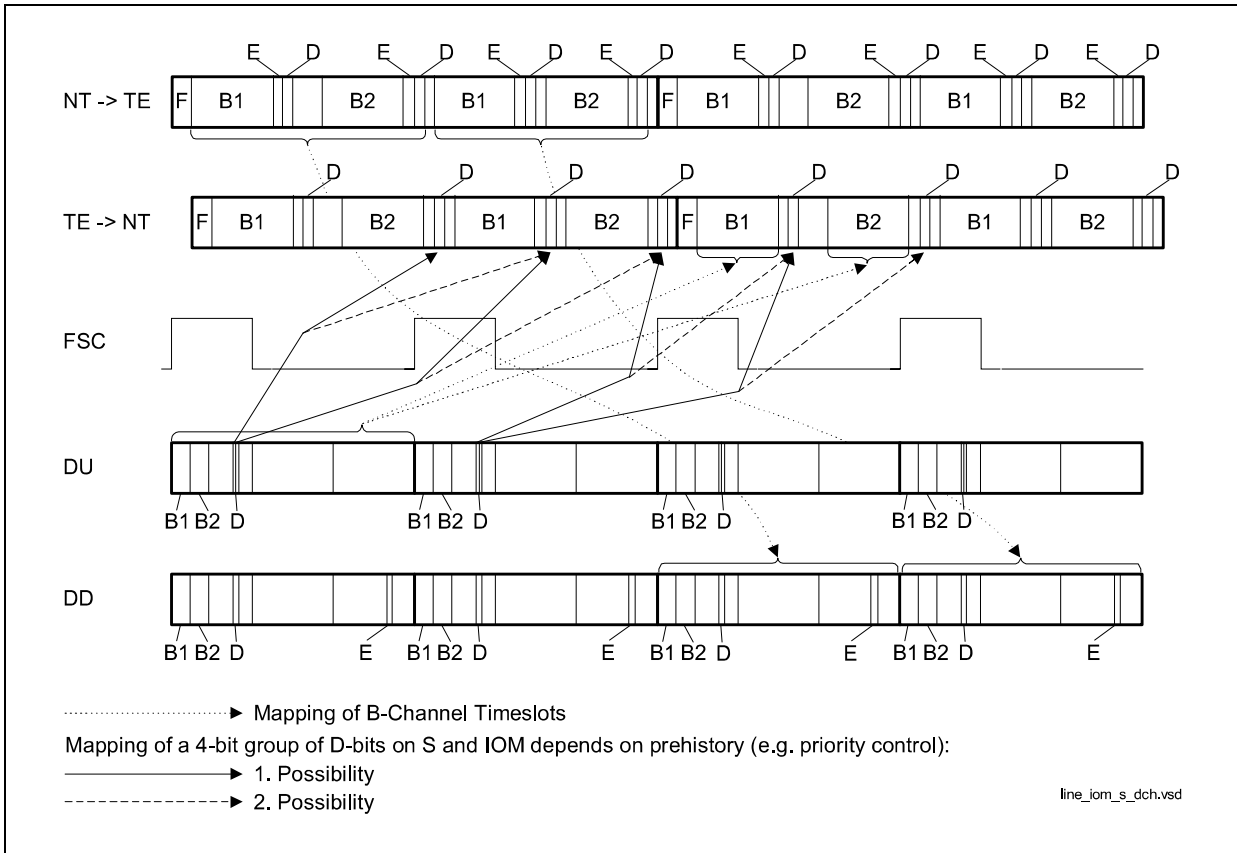 E D E D E D E D E D E D E D E D
NT -> TE F B1 B2 B1 B2 F B1 B2 B1 B2
D D D D D D D D
TE -> NT F B1 B2 B1 B2 F B1 B2 B1 B2
FSC
DU
B1 B2 D B1 B2 D B1 B2 D B1 B2 D
DD
B1 B2 D E B1 B2 D E B1 B2 D E B1 B2 D E
Mapping of B-Channel Timeslots
Mapping of a 4-bit group of D-bits on S and IOM depends on prehistory (e.g. priority control):
1. Possibility
2. Possibility
line_iom_s_dch.vsd